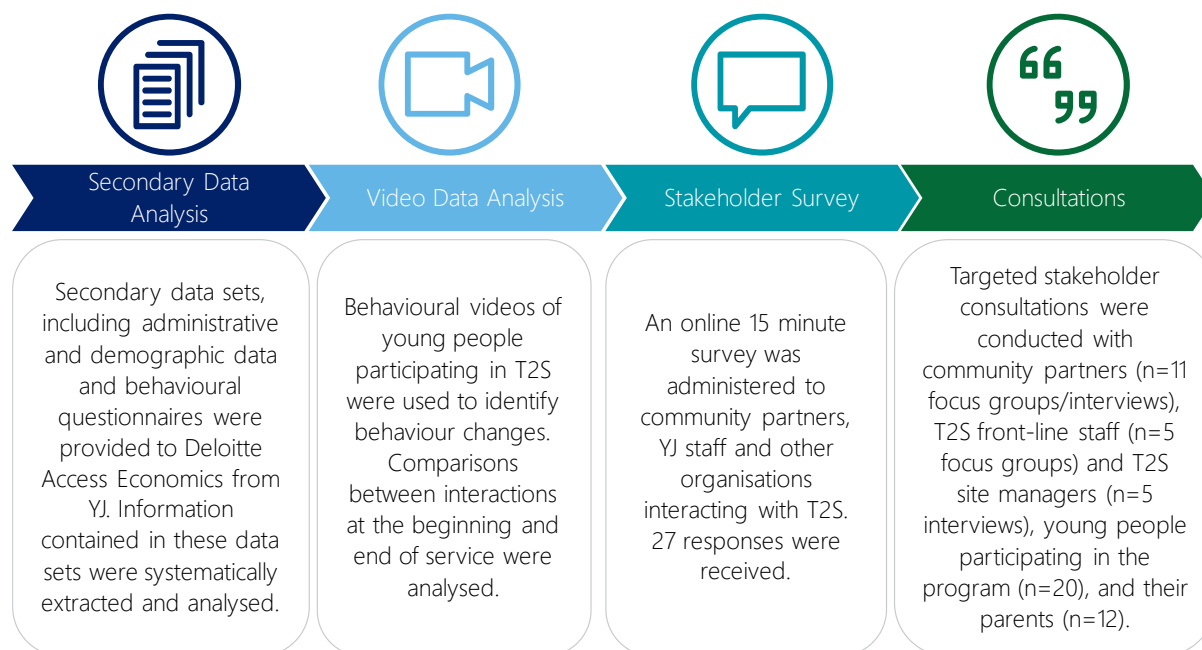 66
99
Secondary Data
Analysis
Video Data Analysis
Stakeholder Survey
Consultations
Secondary data sets,
including administrative
and demographic data
and behavioural
questionnaires were
provided to Deloitte
Access Economics from
YJ. Information
contained in these data
sets were systematically
extracted and analysed.
Behavioural videos of
young people
participating in T2S
were used to identify
behaviour changes.
Comparisons
between interactions
at the beginning and
end of service were
analysed.
An online 15 minute
survey was
administered to
community partners,
YJ staff and other
organisations
interacting with T2S.
27 responses were
received.
Targeted stakeholder
consultations were
conducted with
community partners (n=11
focus groups/interviews),
T2S front-line staff (n=5
focus groups) and T2S
site managers (n=5
interviews), young people
participating in the
program (n=20), and their
parents (n=12).